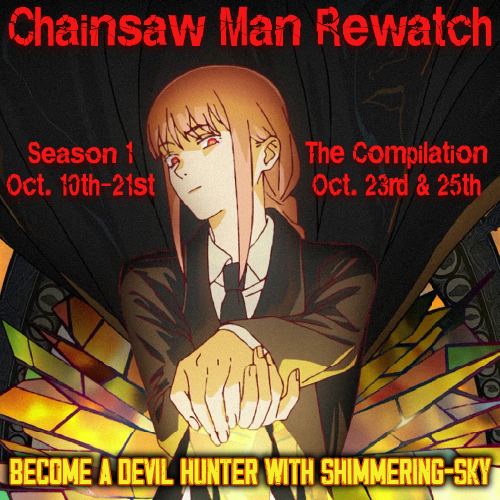 Chainsaw Man Rewatch
Season 1
Oct. 10th-21st
The Compilation
Oct. 23rd & 25th
BECOME A DEVIL HUNTER WITH SHIMMERING-SKY